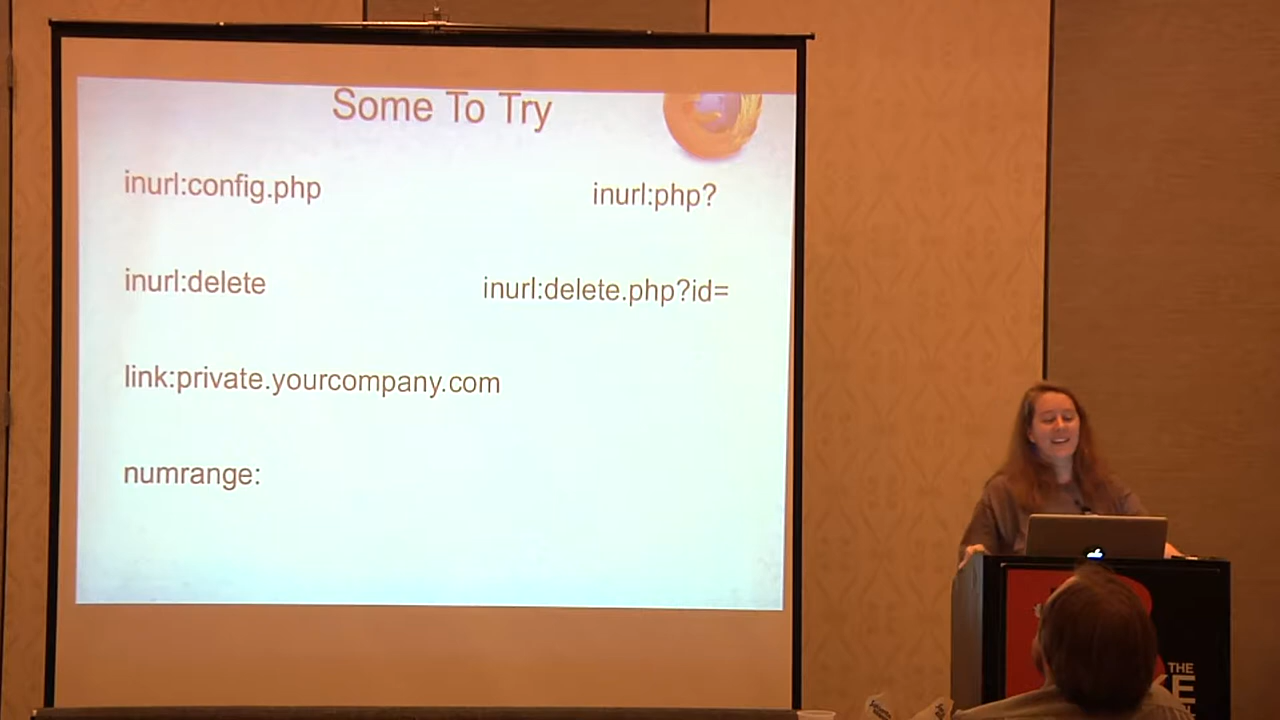 Some To Try
inurl:config.php
inurl:php?
inurl:delete
inurl:delete.php?id=
link:private.yourcompany.com
numrange:
THE